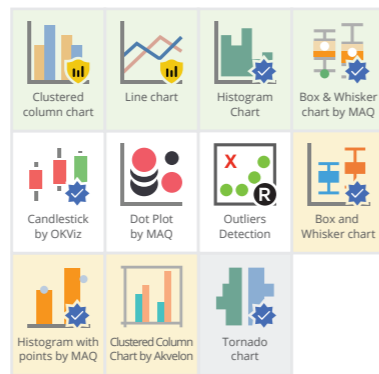 Clustered
column chart
Line chart
Histogram
Chart
Box & Whisker
chart by MAQ
Candlestick
by OKViz
Dot Plot
by MAQ
X
R
Outliers
Detection
Box and
Whisker chart
Histogram with
points by MAQ
Clustered Column
Chart by Akvelon
Tornado
chart